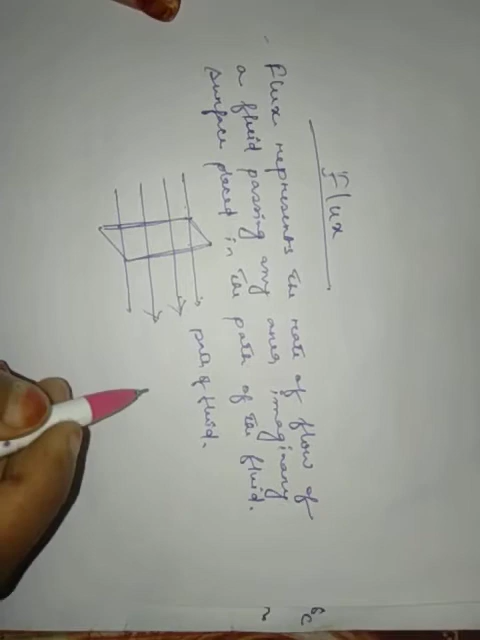 Flux
Flux represents the rate of flow of
a fluid passing any area imaginary
surface placed in the path of the fluid.
path of fluid.